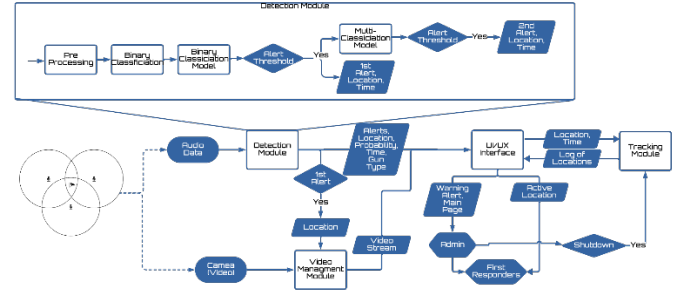 Detection Module
Pre
Processing
Binary
Classification
Binary
Classiciation
Model
Alert
Threshold
Yes
Multi-
Classiciation
Model
Alert
Threshold
Yes
2nd
Alert,
Location,
Time
1st
Alert,
Location,
Time
Audio
Data
Detection
Module
Alerts,
Location,
Probability,
Time,
Gun
Type
UI/UX
Interface
Location,
Time
Log of
Locations
Tracking
Module
1st
Alert
Yes
Location
Video
Stream
Warning
Alert,
Main
Page
Active
Location
Admin
Shutdown
Yes
First
Responders
Camea
(Video)
Video
Managment
Module